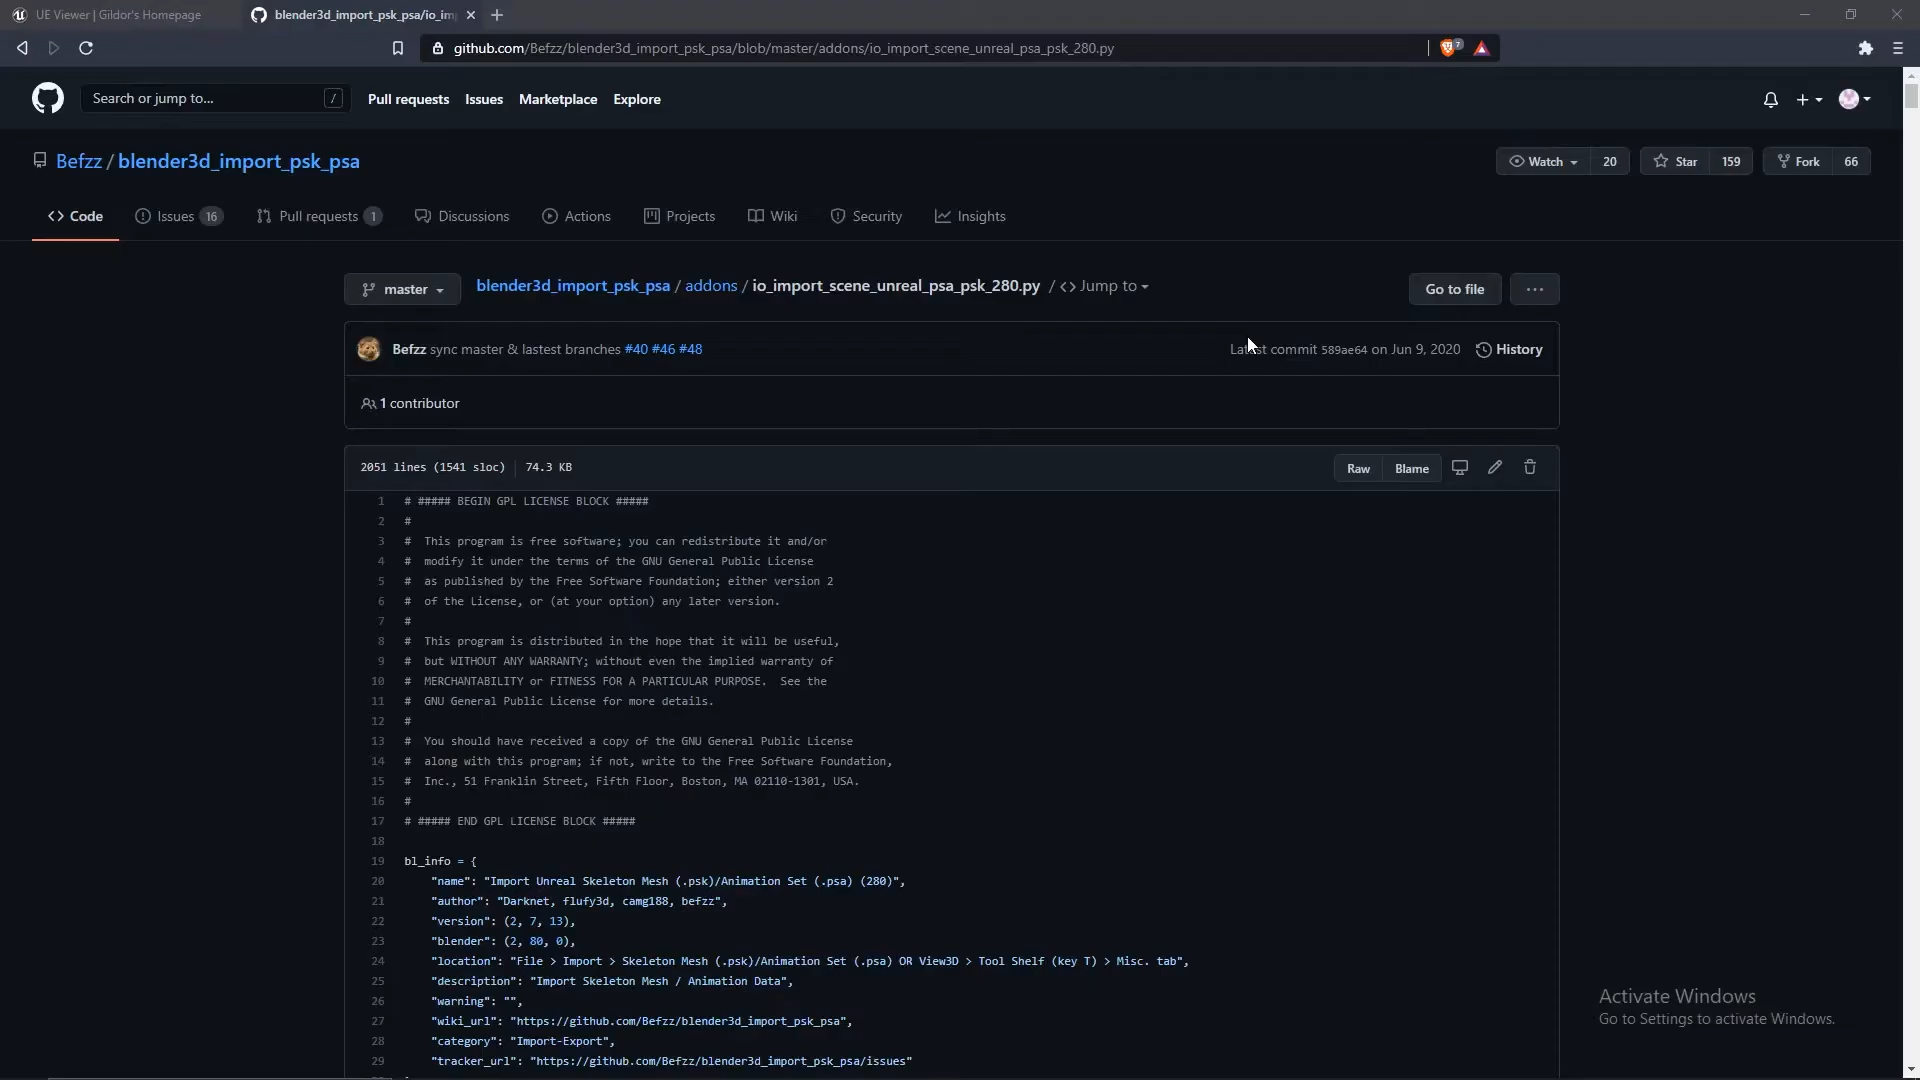 UE Viewer | Gildor's Homepage
blender3d_import_psk_psa/io_im
github.com/Befzz/blender3d_import_psk_psa/blob/master/addons/io_import_scene_unreal_psa_psk_280.py
7
Search or jump to...
/
Pull requests
Issues
Marketplace
Explore
Befzz / blender3d_import_psk_psa
Watch 20
Star 159
Fork 66
Code
Issues 16
Pull requests 1
Discussions
Actions
Projects
Wiki
Security
Insights
master
blender3d_import_psk_psa / addons / io_import_scene_unreal_psa_psk_280.py / <> Jump to
Go to file
...
Befzz sync master & lastest branches #40 #46 #48
Latest commit 589ae64 on Jun 9, 2020
History
1 contributor
2051 lines (1541 sloc) | 74.3 KB
Raw
Blame
1 # ##### BEGIN GPL LICENSE BLOCK #####
2 #
3 # This program is free software; you can redistribute it and/or
4 # modify it under the terms of the GNU General Public License
5 # as published by the Free Software Foundation; either version 2
6 # of the License, or (at your option) any later version.
7 #
8 # This program is distributed in the hope that it will be useful,
9 # but WITHOUT ANY WARRANTY; without even the implied warranty of
10 # MERCHANTABILITY or FITNESS FOR A PARTICULAR PURPOSE. See the
11 # GNU General Public License for more details.
12 #
13 # You should have received a copy of the GNU General Public License
14 # along with this program; if not, write to the Free Software Foundation,
15 # Inc., 51 Franklin Street, Fifth Floor, Boston, MA 02110-1301, USA.
16 #
17 # ##### END GPL LICENSE BLOCK #####
18
19 bl_info = {
20 "name": "Import Unreal Skeleton Mesh (.psk)/Animation Set (.psa) (280)",
21 "author": "Darknet, flufy3d, camg188, befzz",
22 "version": (2, 7, 13),
23 "blender": (2, 80, 0),
24 "location": "File > Import > Skeleton Mesh (.psk)/Animation Set (.psa) OR View3D > Tool Shelf (key T) > Misc. tab",
25 "description": "Import Skeleton Mesh / Animation Data",
26 "warning": "",
27 "wiki_url": "https://github.com/Befzz/blender3d_import_psk_psa",
28 "category": "Import-Export",
29 "tracker_url": "https://github.com/Befzz/blender3d_import_psk_psa/issues"
Activate Windows
Go to Settings to activate Windows.